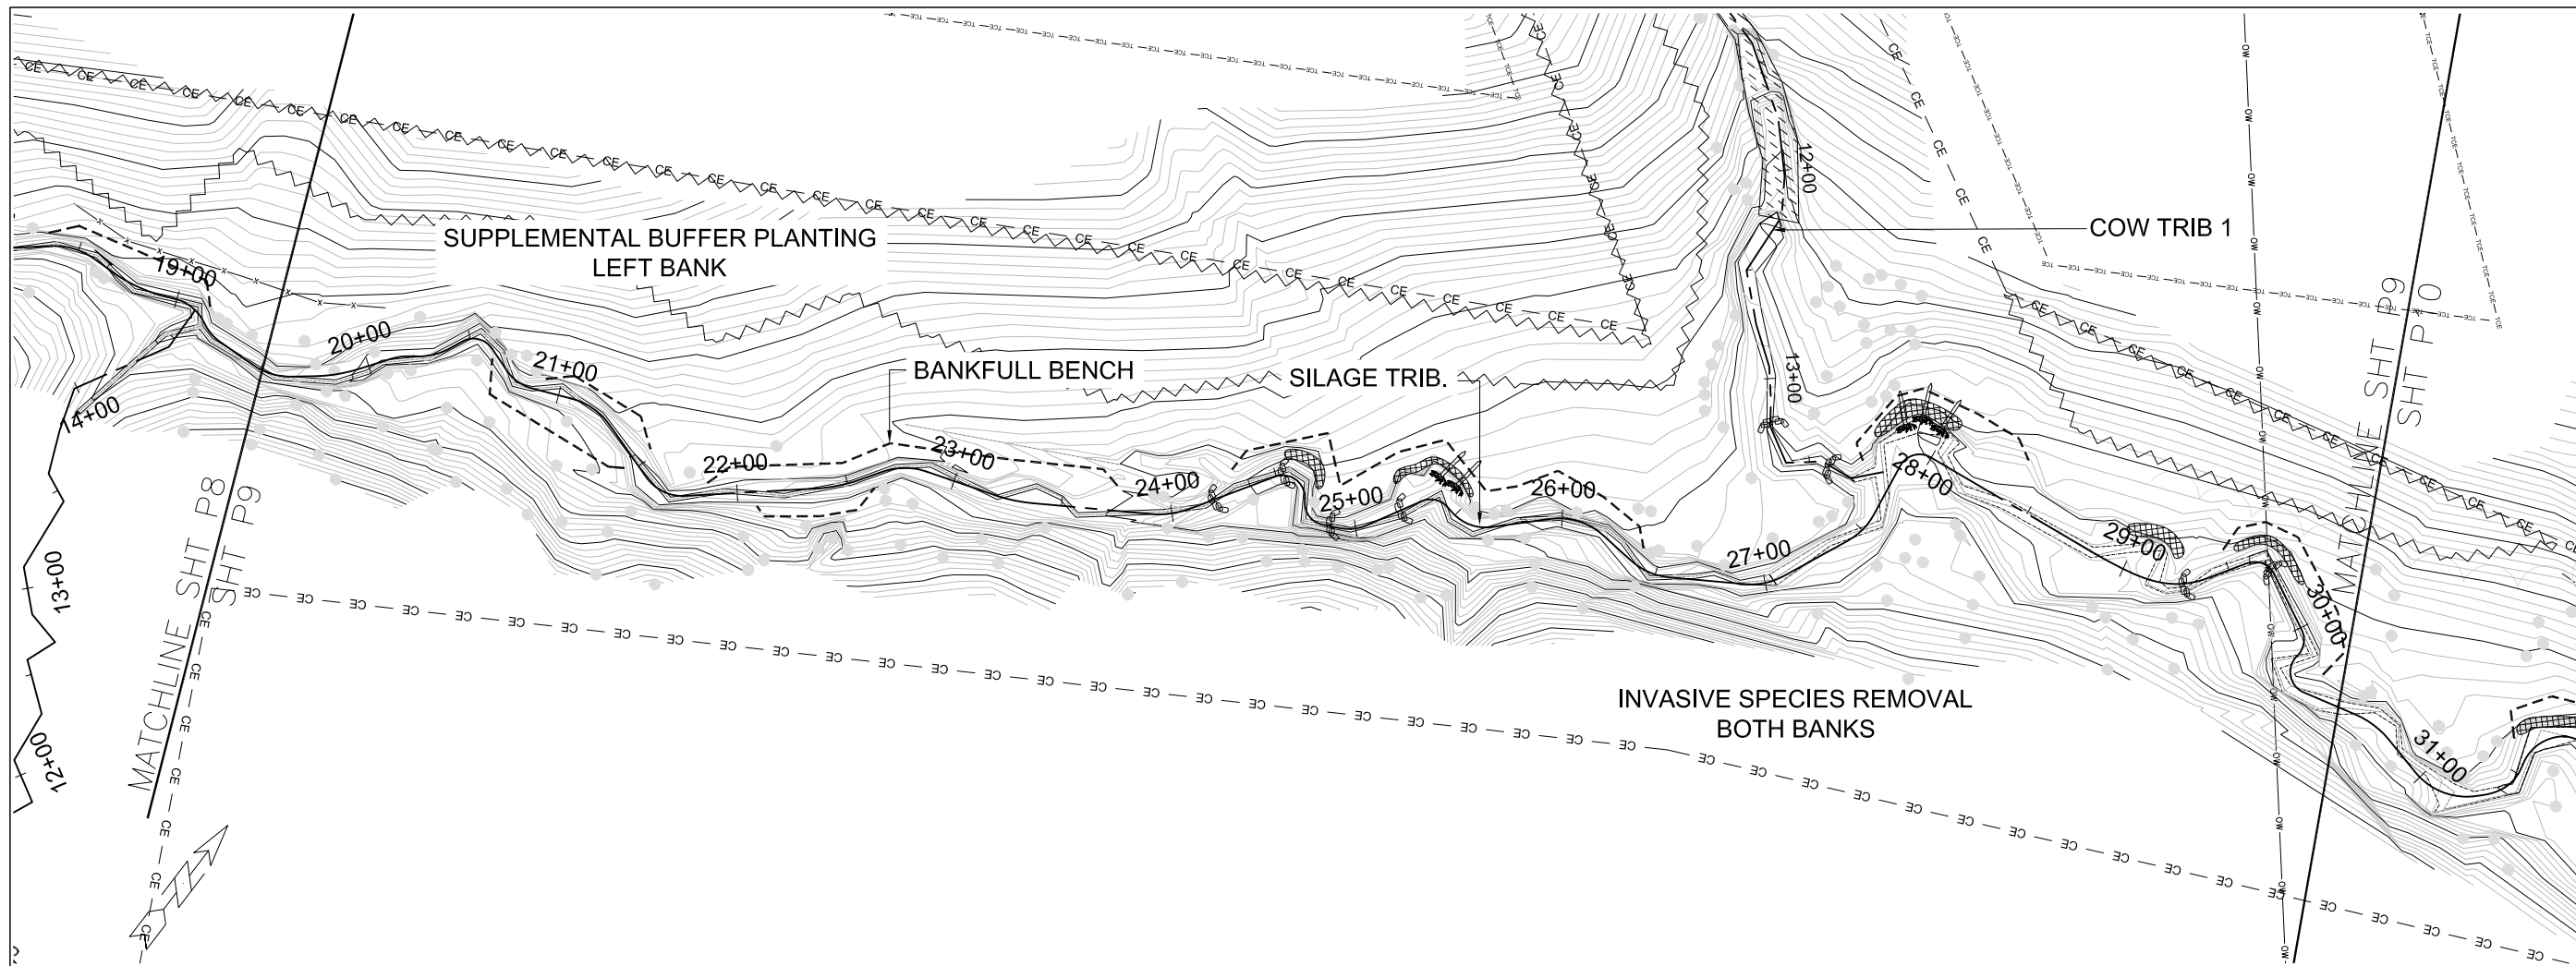 SUPPLEMENTAL BUFFER PLANTING
LEFT BANK
BANKFULL BENCH
SILAGE TRIB.
COW TRIB 1
INVASIVE SPECIES REMOVAL
BOTH BANKS
MATCHLINE SHT P8
SHT P9
MATCHLINE SHT P9
SHT P10
19+00
20+00
21+00
22+00
23+00
24+00
25+00
26+00
27+00
28+00
29+00
30+00
31+00
12+00
13+00
14+00
13+00
12+00
CE
TCE
OW
X